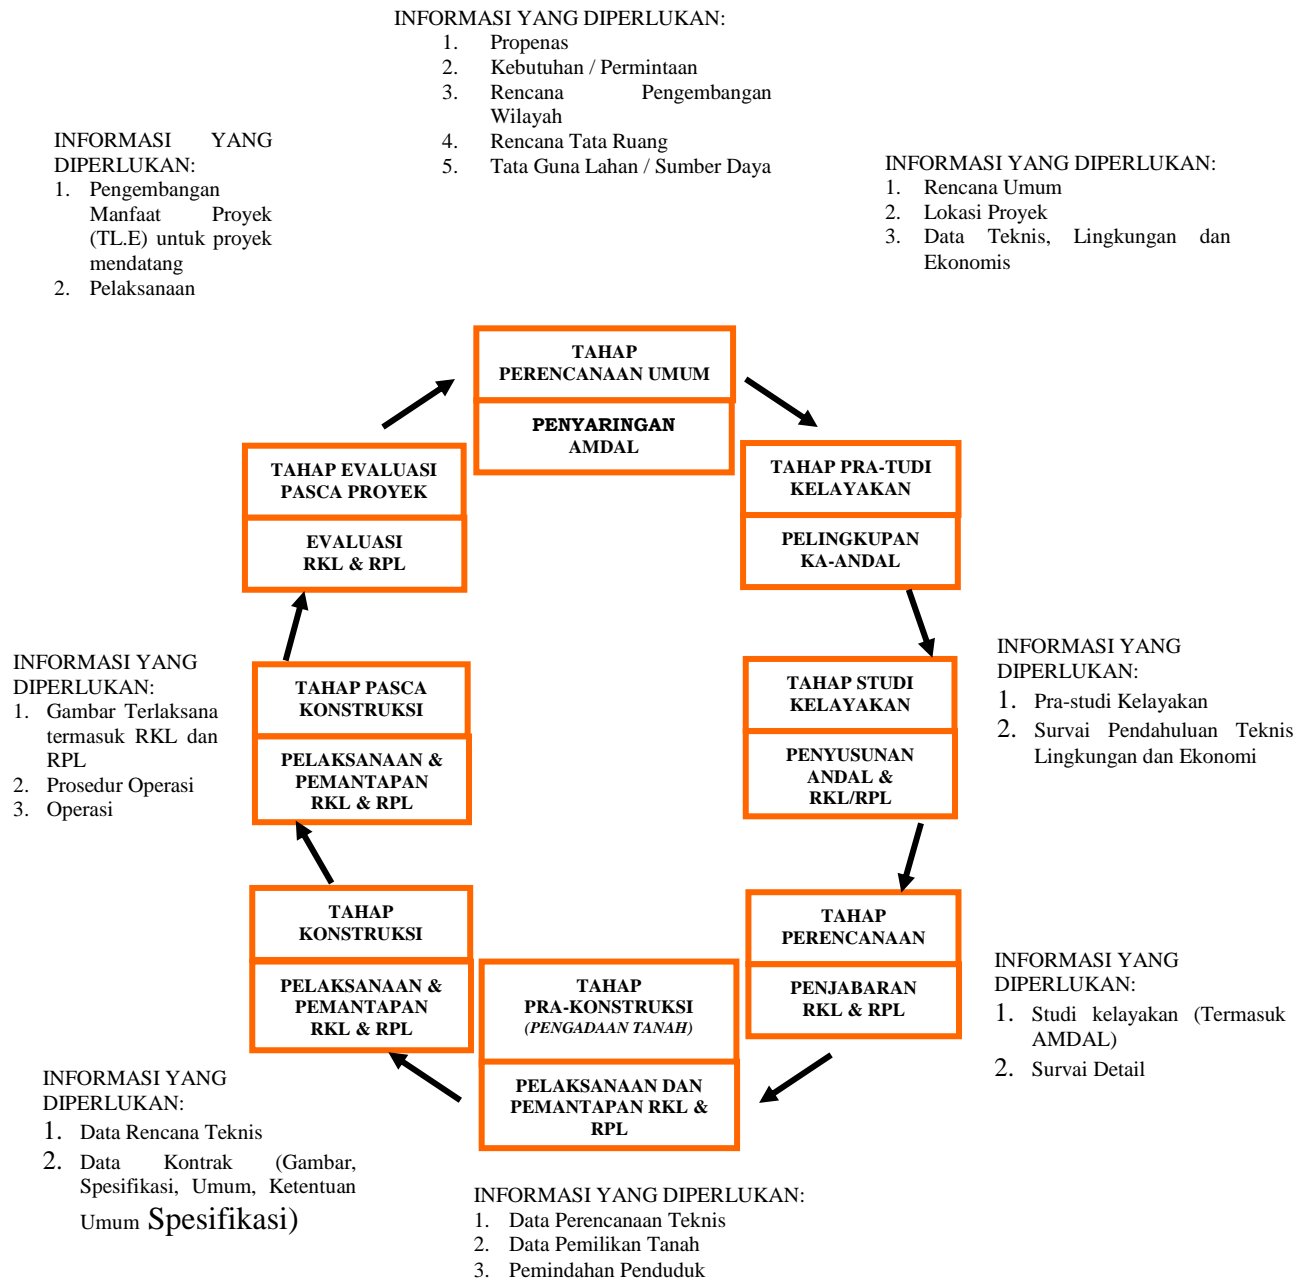 INFORMASI YANG DIPERLUKAN:
1. Propenas
2. Kebutuhan / Permintaan
3. Rencana Pengembangan
Wilayah
4. Rencana Tata Ruang
5. Tata Guna Lahan / Sumber Daya
INFORMASI YANG
DIPERLUKAN:
1. Pengembangan
Manfaat Proyek
(TL.E) untuk proyek
mendatang
2. Pelaksanaan
INFORMASI YANG DIPERLUKAN:
1. Rencana Umum
2. Lokasi Proyek
3. Data Teknis, Lingkungan dan
Ekonomis
TAHAP
PERENCANAAN UMUM
PENYARINGAN
AMDAL
TAHAP EVALUASI
PASCA PROYEK
EVALUASI
RKL & RPL
TAHAP PRA-TUDI
KELAYAKAN
PELINGKUPAN
KA-ANDAL
INFORMASI YANG
DIPERLUKAN:
1. Gambar Terlaksana
termasuk RKL dan
RPL
2. Prosedur Operasi
3. Operasi
TAHAP PASCA
KONSTRUKSI
PELAKSANAAN &
PEMANTAPAN
RKL & RPL
TAHAP STUDI
KELAYAKAN
PENYUSUNAN
ANDAL &
RKL/RPL
INFORMASI YANG
DIPERLUKAN:
1. Pra-studi Kelayakan
2. Survai Pendahuluan Teknis
Lingkungan dan Ekonomi
TAHAP
KONSTRUKSI
PELAKSANAAN &
PEMANTAPAN
RKL & RPL
TAHAP
PRA-KONSTRUKSI
(PENGADAAN TANAH)
PELAKSANAAN DAN
PEMANTAPAN RKL &
RPL
TAHAP
PERENCANAAN
PENJABARAN
RKL & RPL
INFORMASI YANG
DIPERLUKAN:
1. Studi kelayakan (Termasuk
AMDAL)
2. Survai Detail
INFORMASI YANG
DIPERLUKAN:
1. Data Rencana Teknis
2. Data Kontrak (Gambar,
Spesifikasi, Umum, Ketentuan
Umum Spesifikasi)
INFORMASI YANG DIPERLUKAN:
1. Data Perencanaan Teknis
2. Data Pemilikan Tanah
3. Pemindahan Penduduk